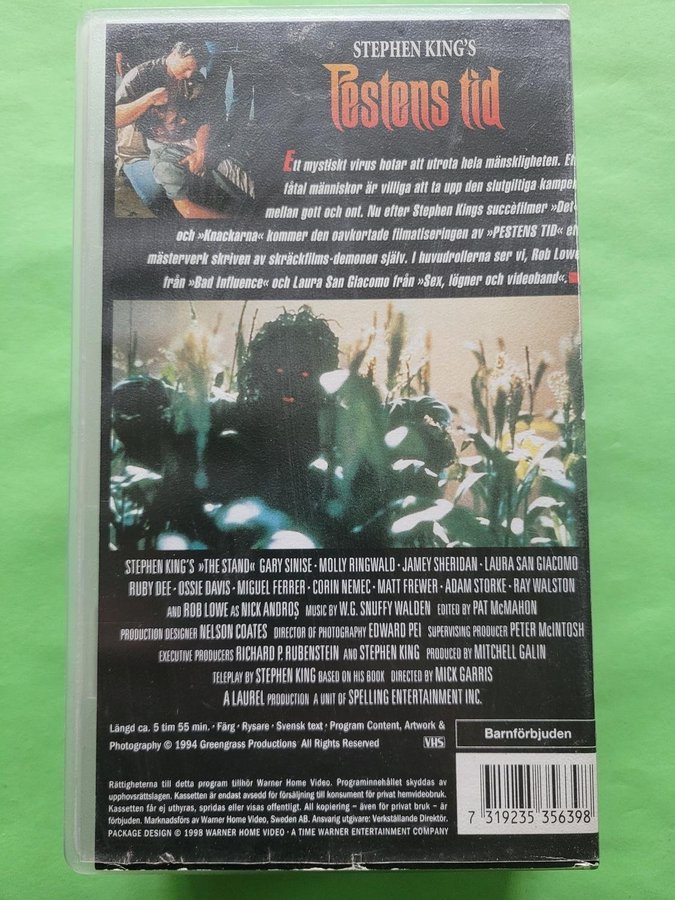 STEPHEN KING'S
Pestens tid
Ett mystiskt virus hotar att utrota hela mänskligheten. Et
fåtal människor är villiga att ta upp den slutgiltiga kampen
mellan gott och ont. Nu efter Stephen Kings succèfilmer »Det«
och »Knackarna« kommer den oavkortade filmatiseringen av »PESTENS TID« et
mästerverk skriven av skräckfilms-demonen själv. I huvudrollerna ser vi, Rob Lowe
från »Bad Influence« och Laura San Giacomo från »Sex, lögner och videoband«.
STEPHEN KING'S »THE STAND« GARY SINISE · MOLLY RINGWALD · JAMEY SHERIDAN · LAURA SAN GIACOMO
RUBY DEE · OSSIE DAVIS · MIGUEL FERRER · CORIN NEMEC · MATT FREWER · ADAM STORKE · RAY WALSTON
AND ROB LOWE AS NICK ANDROS MUSIC BY W.G. SNUFFY WALDEN EDITED BY PAT McMAHON
PRODUCTION DESIGNER NELSON COATES DIRECTOR OF PHOTOGRAPHY EDWARD PEI SUPERVISING PRODUCER PETER McINTOSH
EXECUTIVE PRODUCERS RICHARD P. RUBENSTEIN AND STEPHEN KING PRODUCED BY MITCHELL GALIN
TELEPLAY BY STEPHEN KING BASED ON HIS BOOK DIRECTED BY MICK GARRIS
A LAUREL PRODUCTION A UNIT OF SPELLING ENTERTAINMENT INC.
Längd ca. 5 tim 55 min. · Färg · Rysare · Svensk text · Program Content, Artwork &
Photography © 1994 Greengrass Productions All Rights Reserved
VHS
Barnförbjuden
Rättigheterna till detta program tillhör Warner Home Video. Programinnehållet skyddas av
upphovsrättslagen. Kassetten är endast avsedd för försäljning till konsument för privat hemvideobruk.
Kassetten får ej uthyras, spridas eller visas offentligt. All kopiering – även för privat bruk – är
förbjuden. Marknadsförs av Warner Home Video, Sweden AB. Ansvarig utgivare: Verkställande Direktör.
PACKAGE DESIGN © 1998 WARNER HOME VIDEO · A TIME WARNER ENTERTAINMENT COMPANY
7 319235 356398